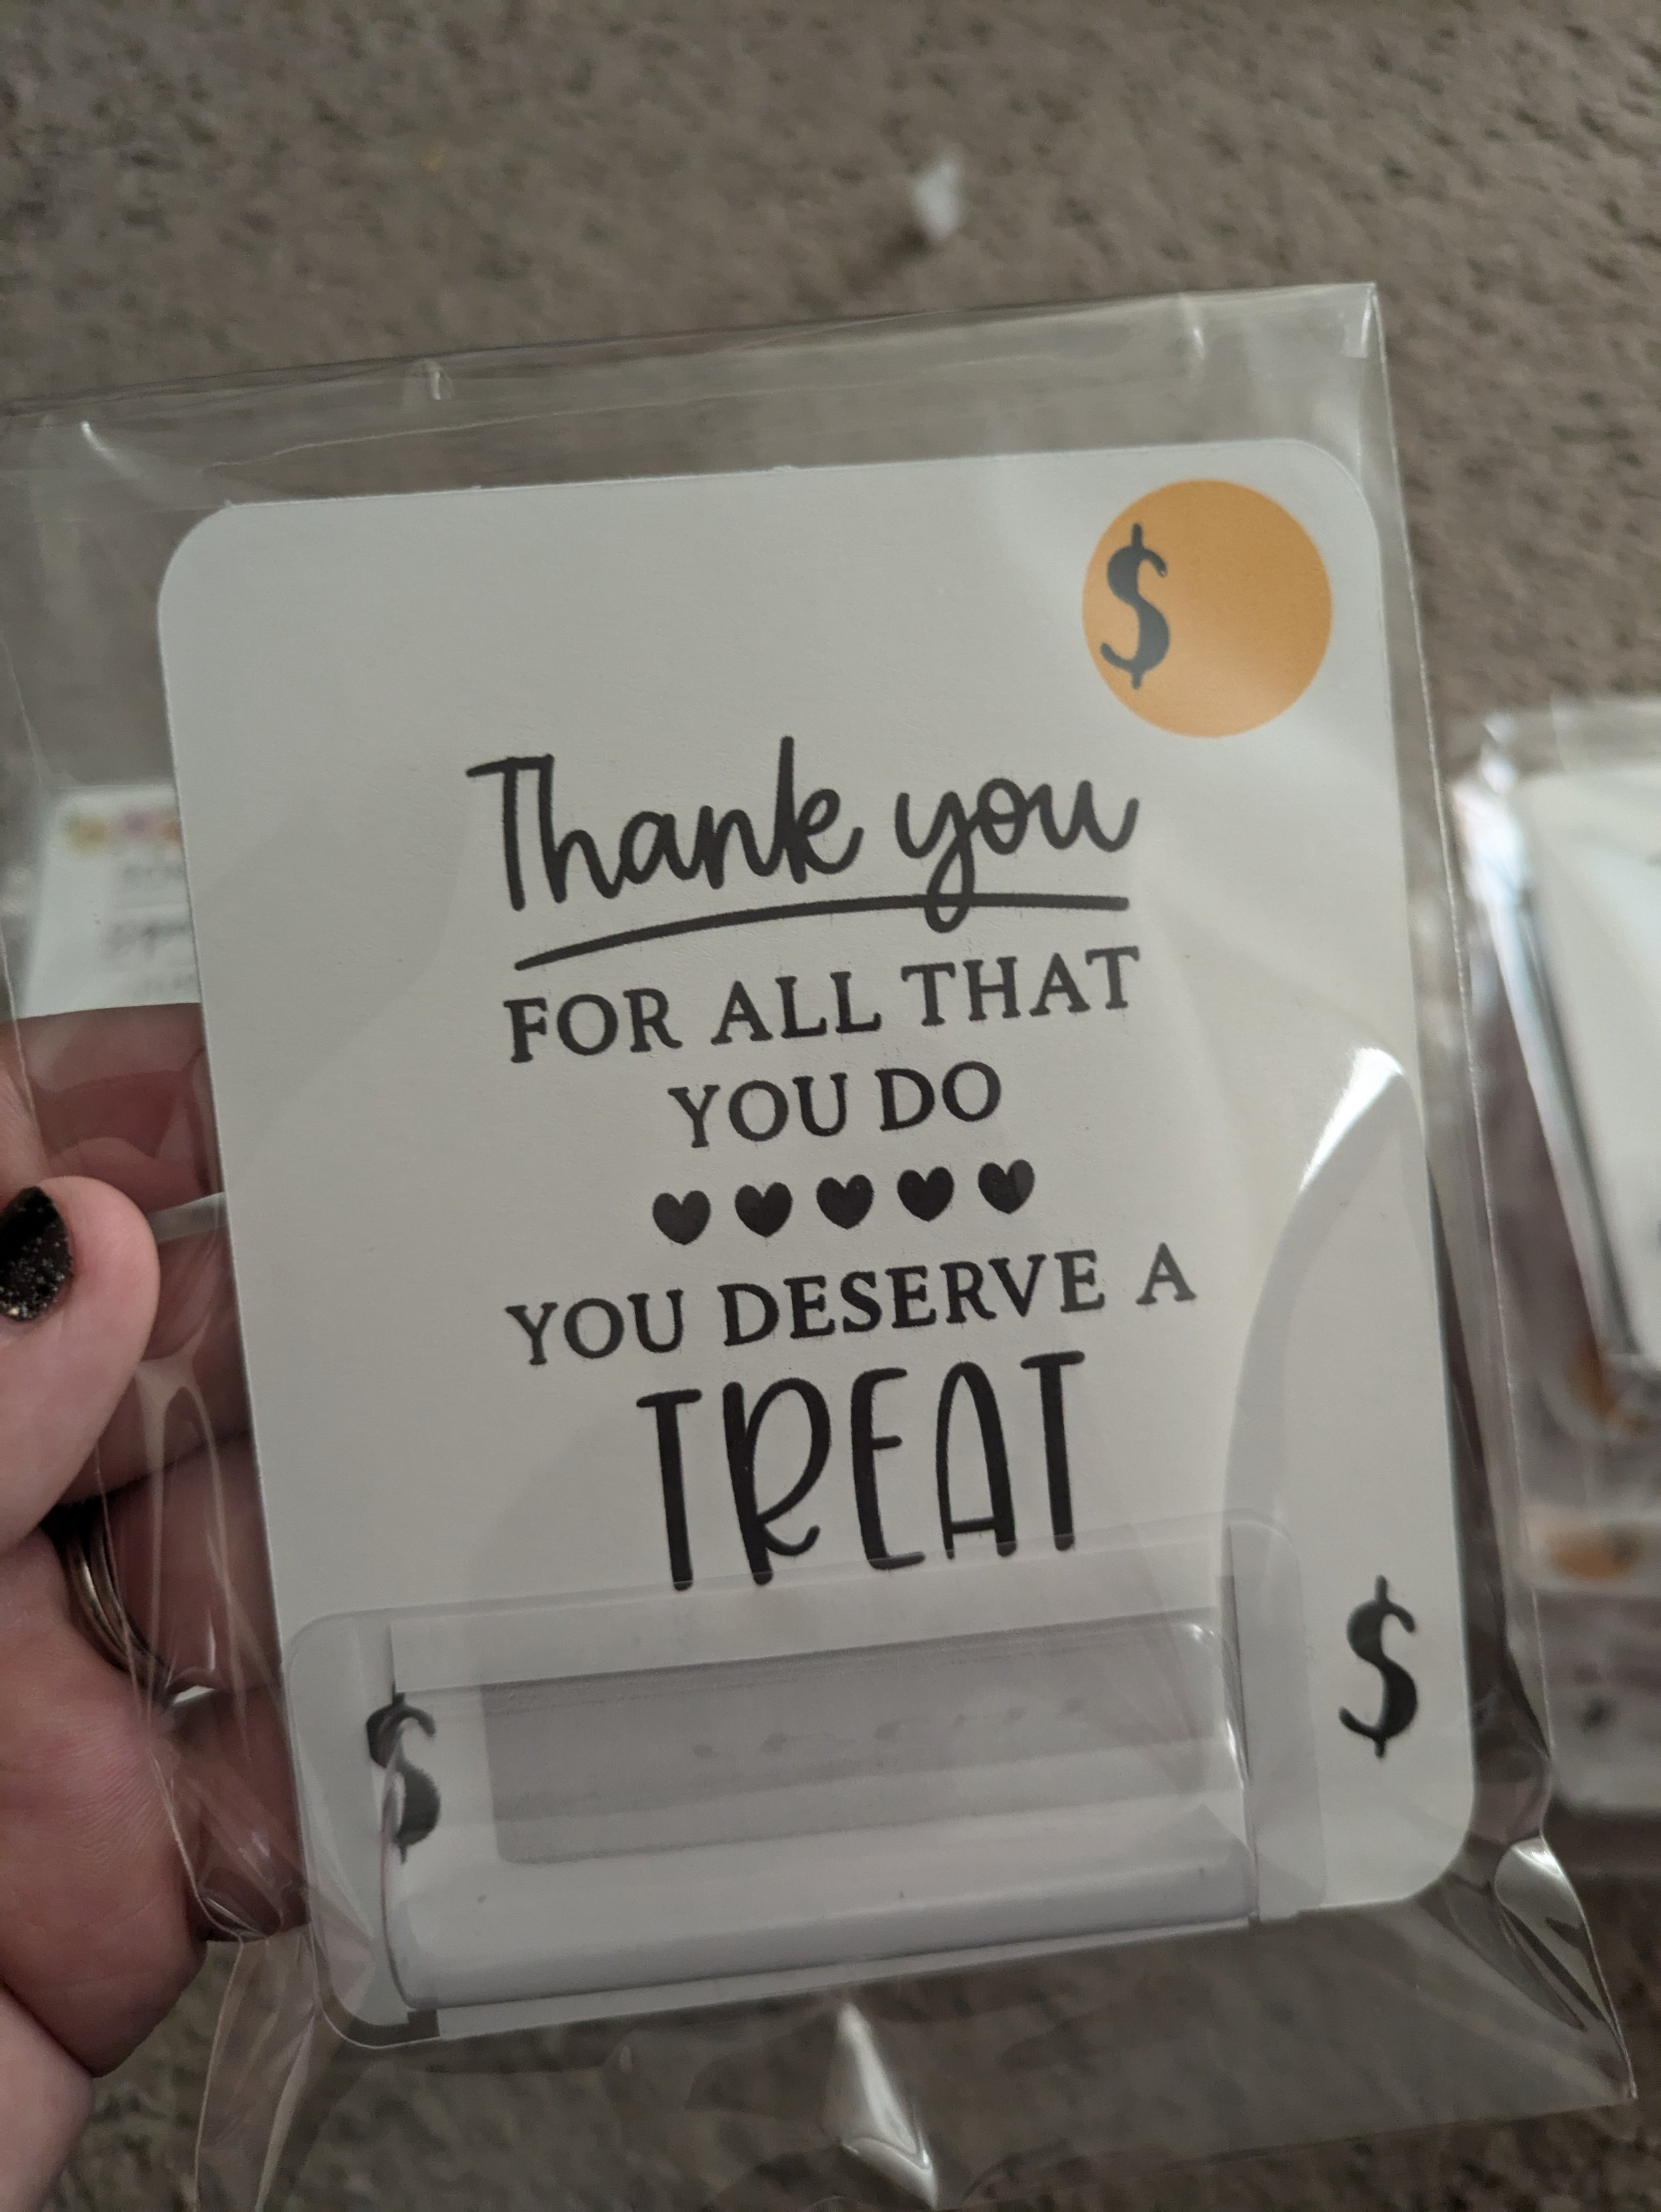 $
Thank you
FOR ALL THAT
YOU DO
YOU DESERVE A
TREAT
$ $